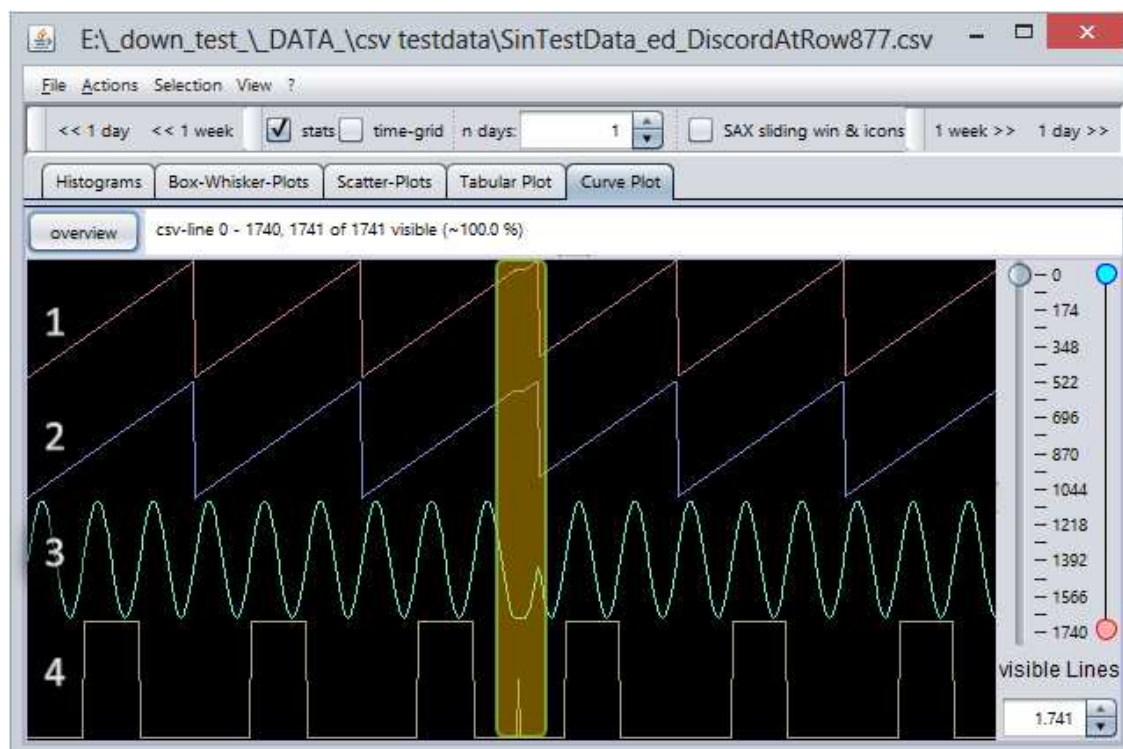 E:\_down_test_\_DATA_\csv testdata\SinTestData_ed_DiscordAtRow877.csv
File Actions Selection View ?
<< 1 day << 1 week stats time-grid n days: 1 SAX sliding win & icons 1 week >> 1 day >>
Histograms Box-Whisker-Plots Scatter-Plots Tabular Plot Curve Plot
overview csv-line 0 - 1740, 1741 of 1741 visible (~100.0 %)
1
2
3
4
0
174
348
522
696
870
1044
1218
1392
1566
1740
visible Lines
1.741